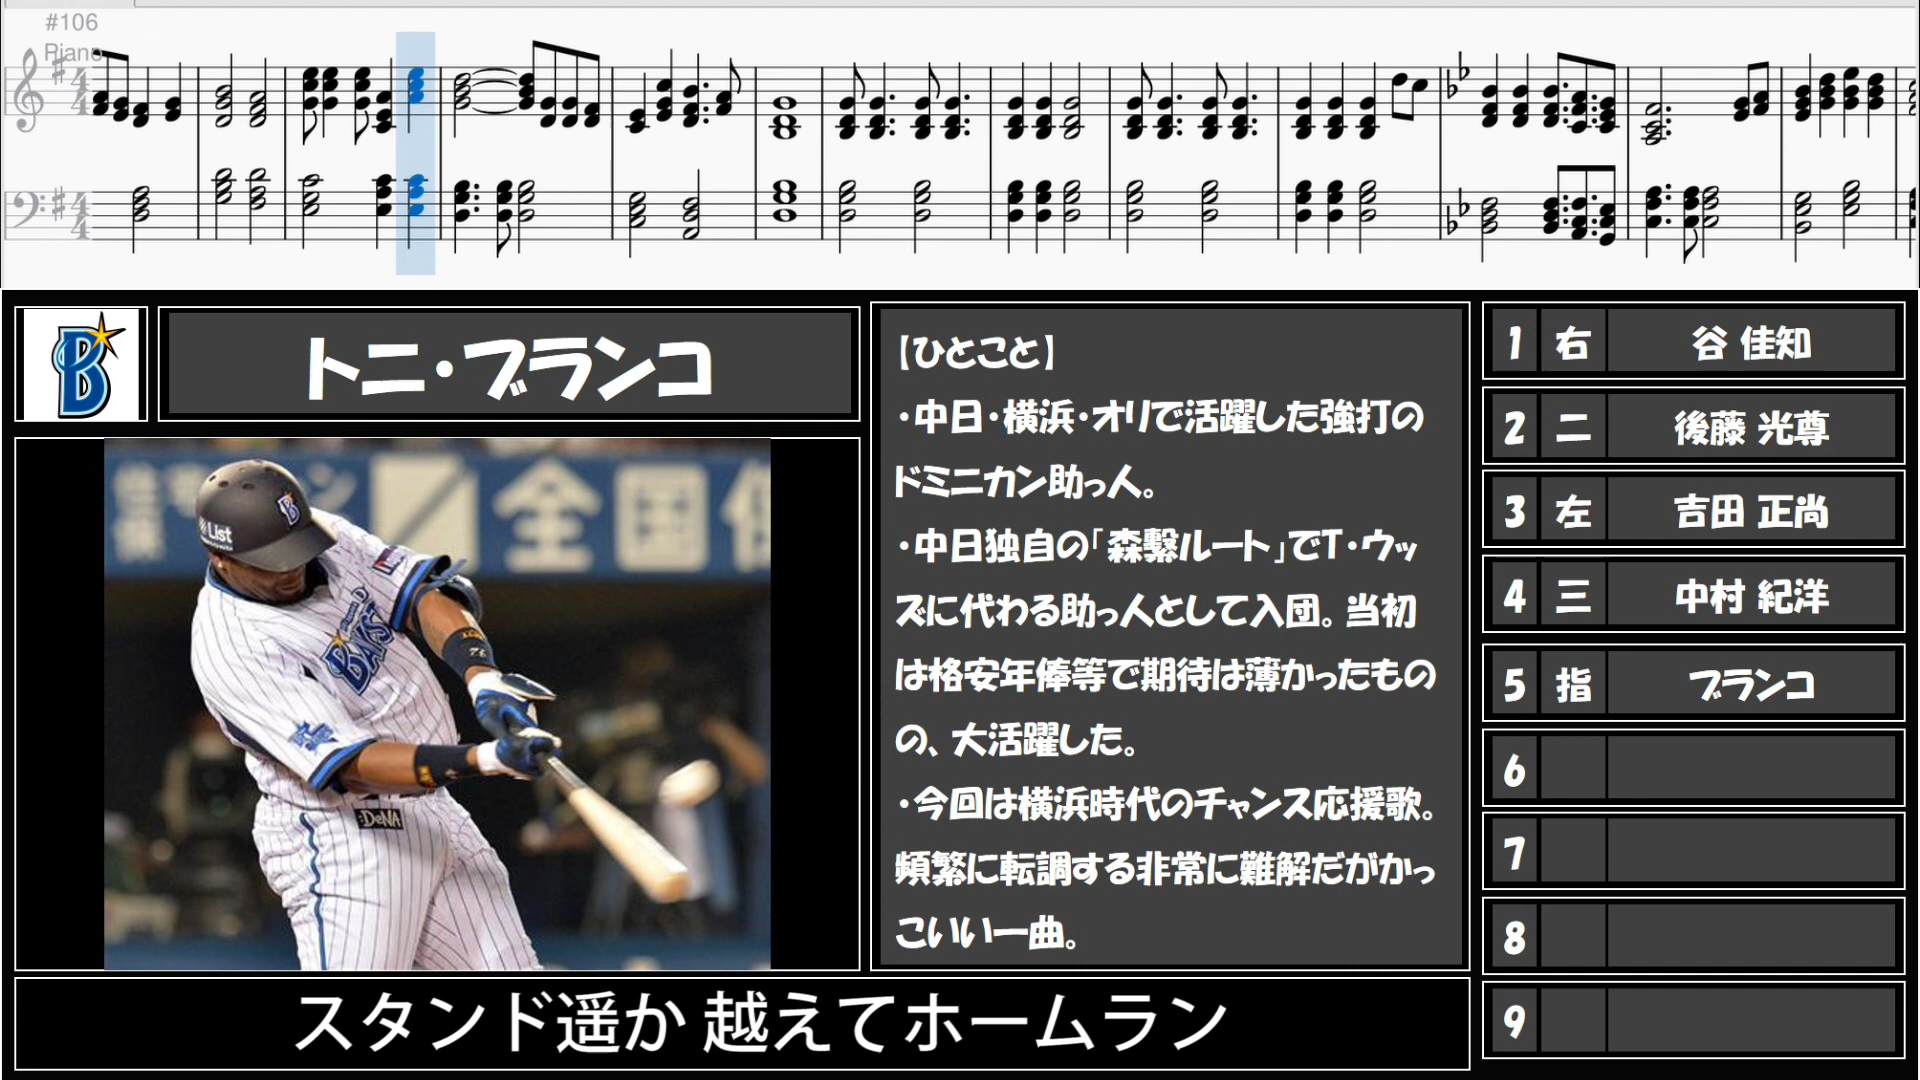 #106
Piano
トニ・ブランコ
全国
List
BAYST
DeNA
【ひとこと】
・中日・横浜・オリで活躍した強打の
ドミニカン助っ人。
・中日独自の「森繫ルート」でT・ウッ
ズに代わる助っ人として入団。当初
は格安年俸等で期待は薄かったもの
の、大活躍した。
・今回は横浜時代のチャンス応援歌。
頻繁に転調する非常に難解だがかっ
こいい一曲。
スタンド遥か 越えてホームラン
1 右 谷 佳知
2 二 後藤 光尊
3 左 吉田 正尚
4 三 中村 紀洋
5 指 ブランコ
6
7
8
9